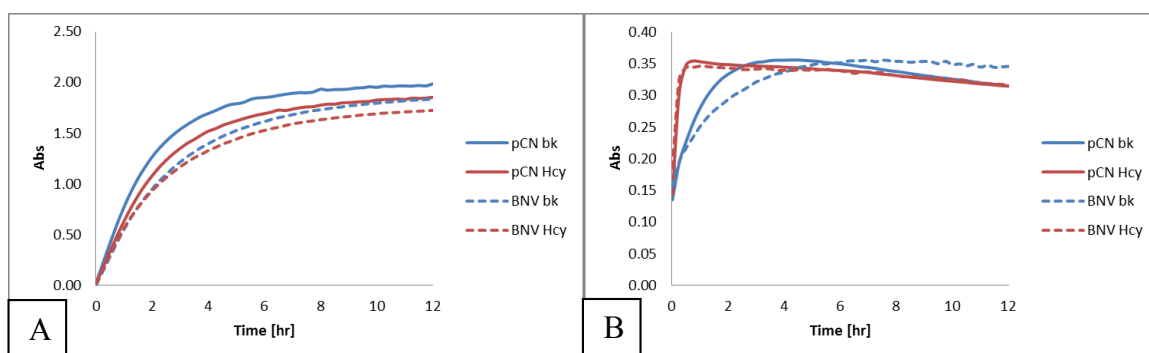 2.50
2.00
1.50
1.00
0.50
0.00
Abs
0 2 4 6 8 10 12
Time [hr]
pCN bk
pCN Hcy
BNV bk
BNV Hcy
A
0.40
0.35
0.30
0.25
0.20
0.15
0.10
0.05
0.00
Abs
0 2 4 6 8 10 12
Time [hr]
pCN bk
pCN Hcy
BNV bk
BNV Hcy
B